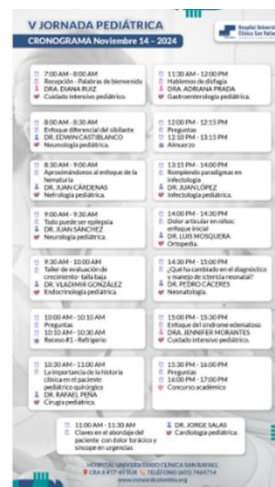 V JORNADA PEDIÁTRICA
CRONOGRAMA Noviembre 14 - 2024
Hospital Universitario
Clínica San Rafael
7:00 AM - 8:00 AM
Recepción - Palabras de bienvenida
DRA. DIANA RUIZ
Cuidado intensivo pediátrico.
11:30 AM - 12:00 PM
Hablemos de disfagia
DRA. ADRIANA PRADA
Gastroenterología pediátrica.
8:00 AM - 8:30 AM
Enfoque diferencial del sibilante
DR. EDWIN CASTIBLANCO
Neumología pediátrica.
12:00 PM - 12:15 PM
Preguntas
12:10 PM - 13:15 PM
Almuerzo
8:30 AM - 9:00 AM
Aproximándonos al enfoque de la
hematuria
DR. JUAN CÁRDENAS
Nefrología pediátrica.
13:15 PM - 14:00 PM
Rompiendo paradigmas en
infectología
DR. JUAN LÓPEZ
Infectología pediátrica.
9:00 AM - 9:30 AM
Todo puede ser epilepsia
DR. JUAN SÁNCHEZ
Neurología pediátrica.
14:00 PM - 14:30 PM
Dolor articular en niños:
enfoque inicial
DR. LUIS MOSQUERA
Ortopedia.
9:30 AM - 10:00 AM
Taller de evaluación de
crecimiento- talla baja
DR. VLADIMIR GONZÁLEZ
Endocrinología pediátrica.
14:30 PM - 15:00 PM
¿Qué ha cambiado en el diagnóstico
y manejo de ictericia neonatal?
DR. PEDRO CÁCERES
Neonatología.
10:00 AM - 10:10 AM
Preguntas
10:10 AM - 10:30 AM
Receso #1 - Refrigerio
15:00 PM - 15:30 PM
Enfoque del síndrome edematoso
DRA. JENNIFER MORANTES
Cuidado intensivo pediátrico.
10:30 AM - 11:00 AM
La importancia de la historia
clínica en el paciente
pediátrico quirúrgico
DR. RAFAEL PEÑA
Cirugía pediátrica.
15:30 PM - 16:00 PM
Preguntas
16:00 PM - 17:00 PM
Concurso académico
11:00 AM - 11:30 AM
Claves en el abordaje del
paciente con dolor torácico y
síncope en urgencias
DR. JORGE SALAS
Cardiología pediátrica.
HOSPITAL UNIVERSITARIO CLÍNICA SAN RAFAEL